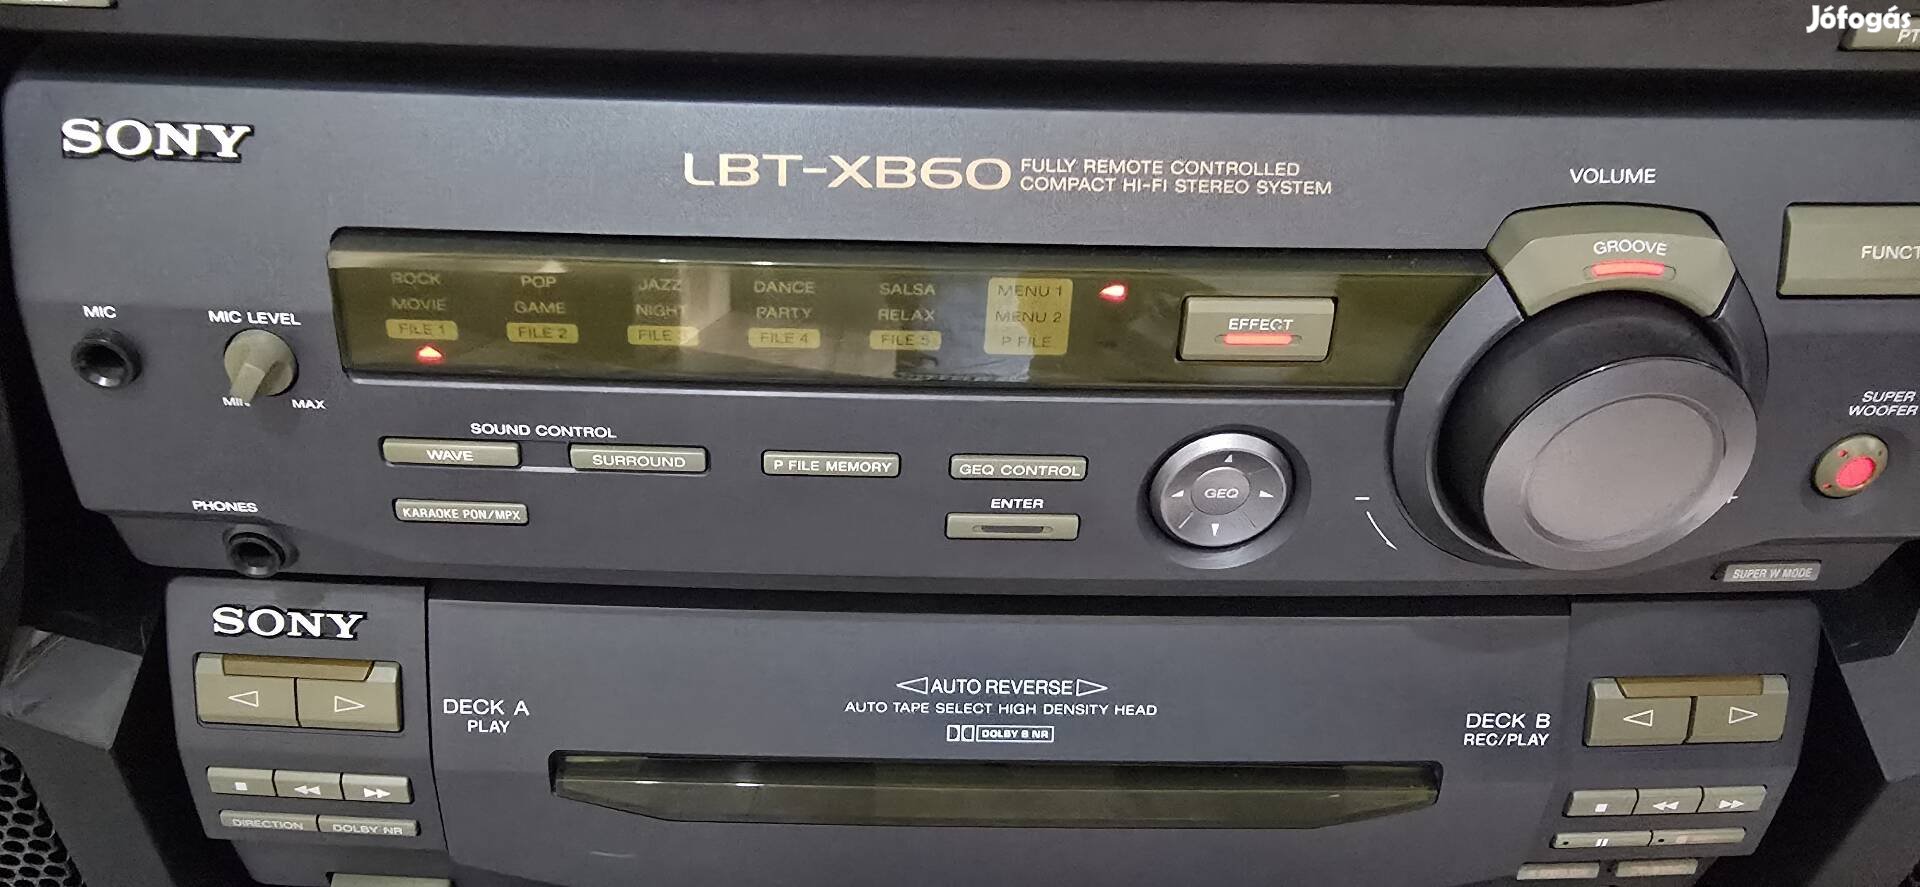 Jófogás
SONY
LBT-XB60 FULLY REMOTE CONTROLLED
COMPACT HI-FI STEREO SYSTEM
VOLUME
GROOVE
ROCK POP JAZZ DANCE SALSA MENU 1
MOVIE GAME NIGHT PARTY RELAX MENU 2
FILE 1 FILE 2 FILE 3 FILE 4 FILE 5 P FILE
EFFECT
MIC
MIC LEVEL
MIN MAX
SUPER
WOOFER
SOUND CONTROL
WAVE SURROUND P FILE MEMORY GEQ CONTROL
GEQ
ENTER
KARAOKE PON/MPX
PHONES
SUPER W MODE
SONY
DECK A
PLAY
AUTO REVERSE
AUTO TAPE SELECT HIGH DENSITY HEAD
DOLBY B NR
DECK B
REC/PLAY
DIRECTION DOLBY NR